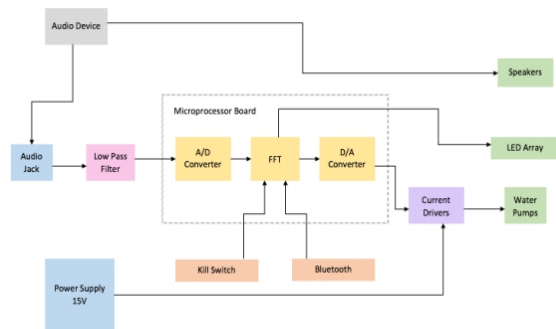 Audio Device
Speakers
Microprocessor Board
Audio
Jack
Low Pass
Filter
A/D
Converter
FFT
D/A
Converter
LED Array
Current
Drivers
Water
Pumps
Kill Switch
Bluetooth
Power Supply
15V